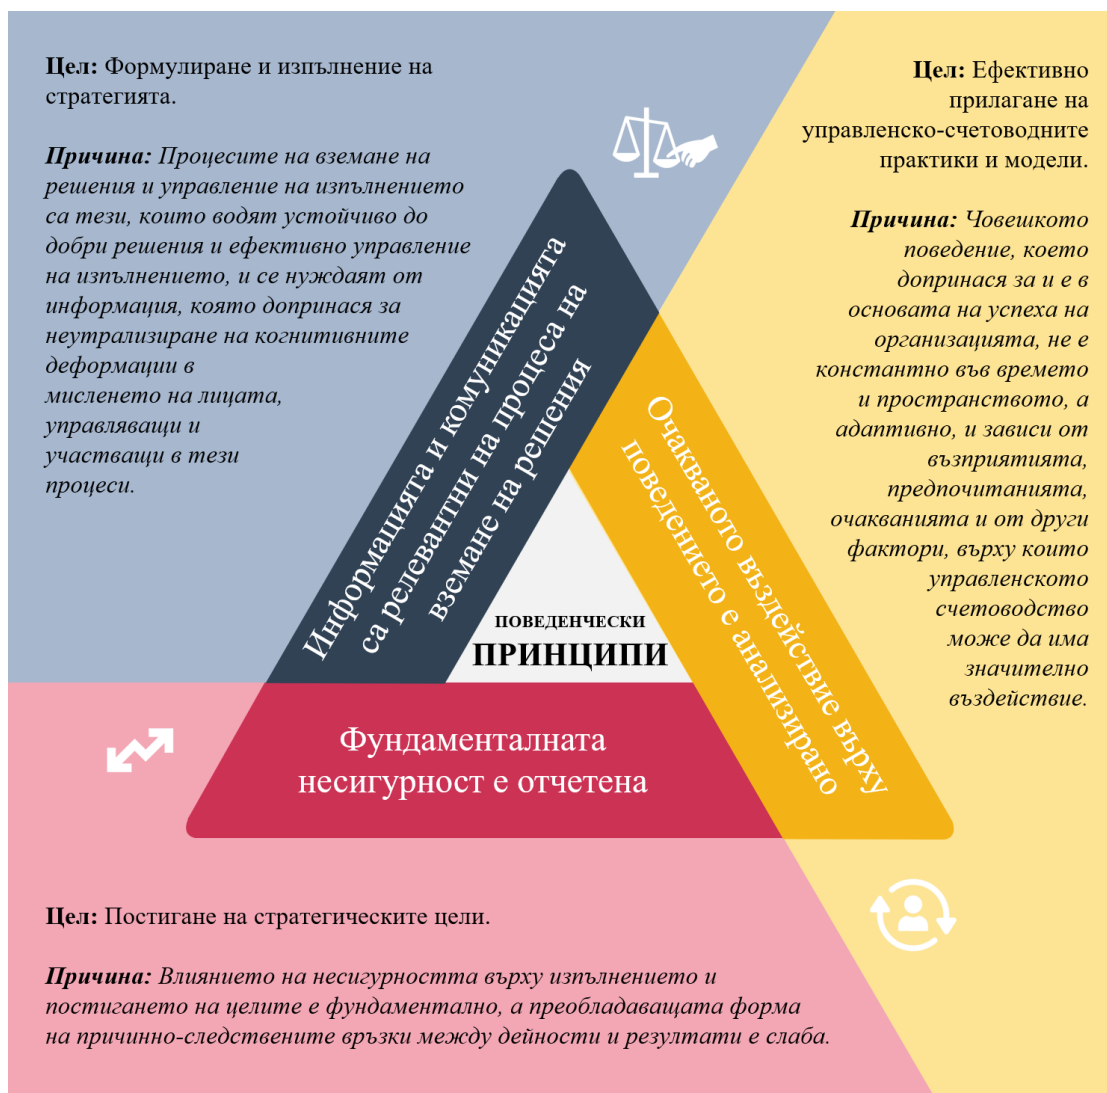 Цел: Формулиране и изпълнение на
стратегията.
Причина: Процесите на вземане на
решения и управление на изпълнението
са тези, които водят устойчиво до
добри решения и ефективно управление
на изпълнението, и се нуждаят от
информация, която допринася за
неутрализиране на когнитивните
деформации в
мисленето на лицата,
управляващи и
участващи в тези
процеси.
Цел: Ефективно
прилагане на
управленско-счетоводните
практики и модели.
Причина: Човешкото
поведение, което
допринася за и е в
основата на успеха на
организацията, не е
константно във времето
и пространството, а
адаптивно, и зависи от
възприятията,
предпочитанията,
очакванията и от други
фактори, върху които
управленското
счетоводство
може да има
значително
въздействие.
Информацията и комуникацията
са релевантни на процеса на
вземане на решения
Очакваното въздействие върху
поведението е анализирано
ПОВЕДЕНЧЕСКИ
ПРИНЦИПИ
Фундаменталната
несигурност е отчетена
Цел: Постигане на стратегическите цели.
Причина: Влиянието на несигурността върху изпълнението и
постигането на целите е фундаментално, а преобладаващата форма
на причинно-следствените връзки между дейности и резултати е слаба.